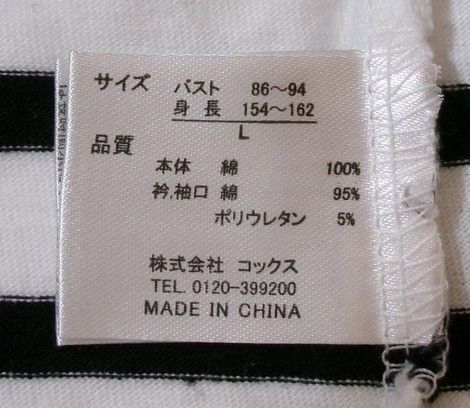 サイズ バスト 86〜94
身長 154〜162
L
品質
本体 綿 100%
衿,袖口 綿 95%
ポリウレタン 5%
株式会社 コックス
TEL. 0120-399200
MADE IN CHINA